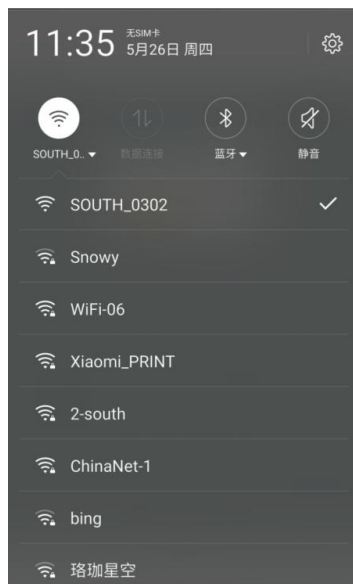 11:35
无SIM卡
5月26日 周四
SOUTH_0..
数据连接
蓝牙
静音
SOUTH_0302
Snowy
WiFi-06
Xiaomi_PRINT
2-south
ChinaNet-1
bing
珞珈星空